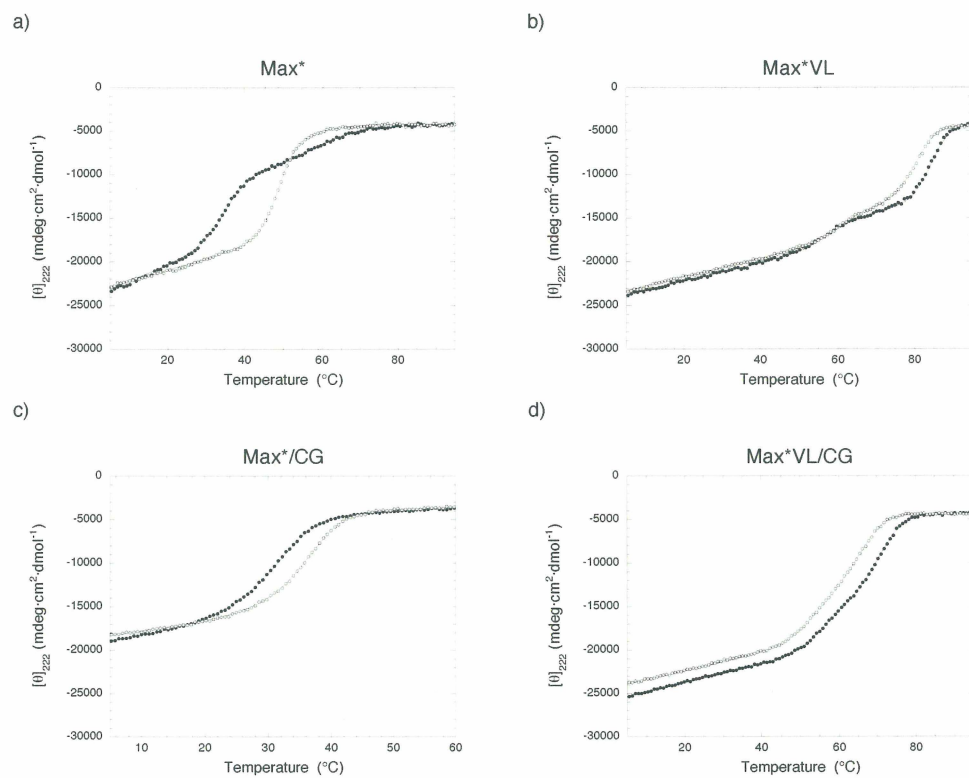 a)
Max*
0
-5000
-10000
-15000
-20000
-25000
-30000
20
40
60
80
[θ]222 (mdeg·cm2·dmol-1)
Temperature (°C)
b)
Max*VL
0
-5000
-10000
-15000
-20000
-25000
-30000
20
40
60
80
[θ]222 (mdeg·cm2·dmol-1)
Temperature (°C)
c)
Max*/CG
0
-5000
-10000
-15000
-20000
-25000
-30000
10
20
30
40
50
60
[θ]222 (mdeg·cm2·dmol-1)
Temperature (°C)
d)
Max*VL/CG
0
-5000
-10000
-15000
-20000
-25000
-30000
20
40
60
80
[θ]222 (mdeg·cm2·dmol-1)
Temperature (°C)